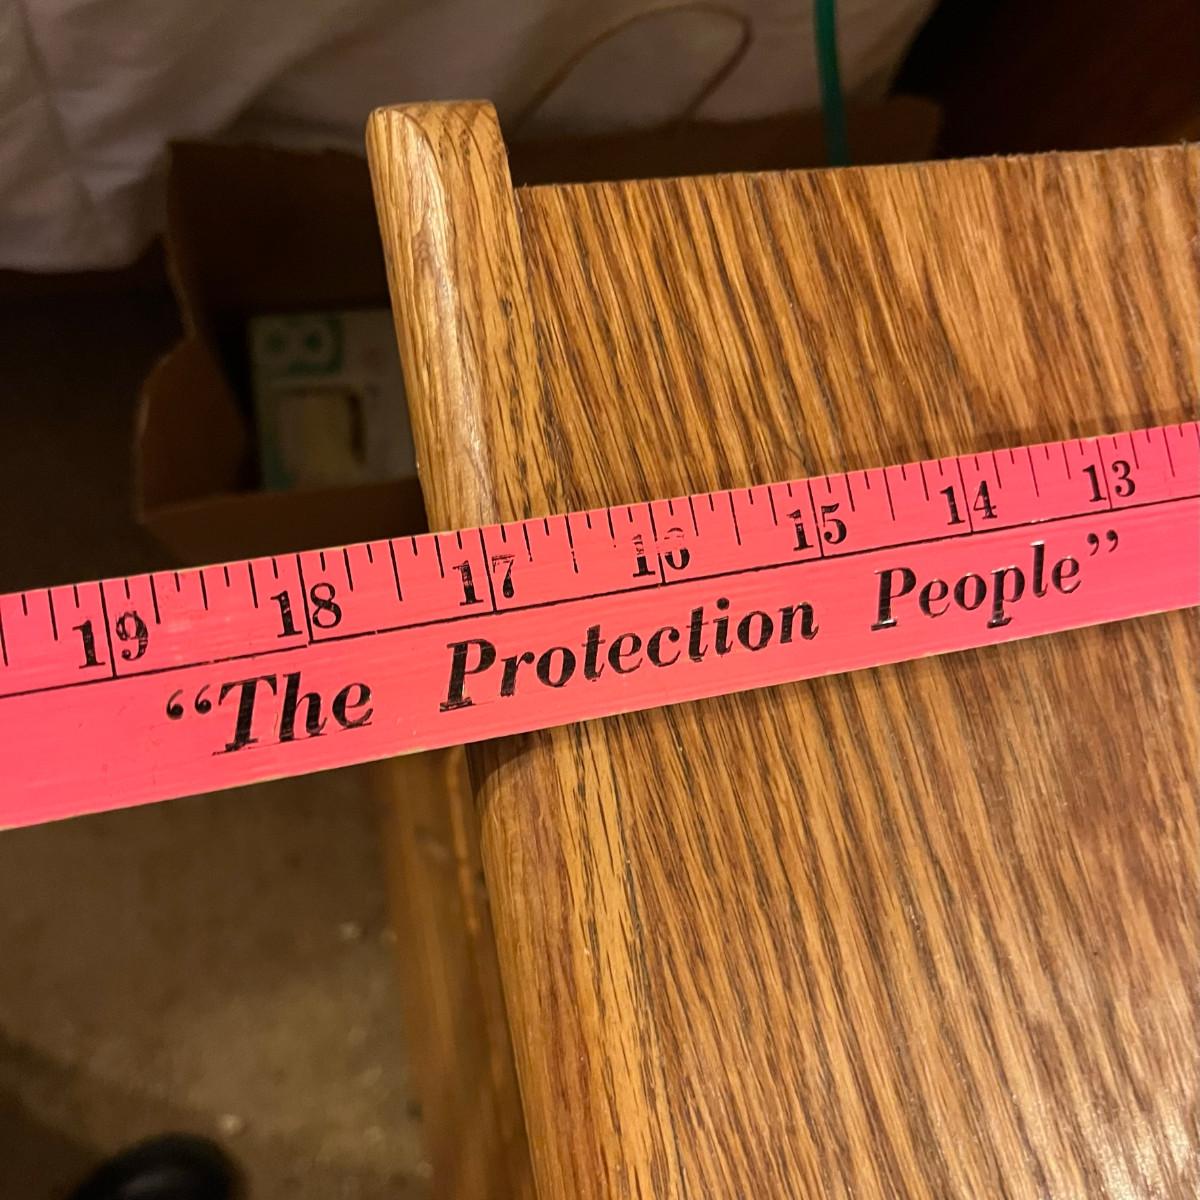 19 18 17 16 15 14 13
“The Protection People”